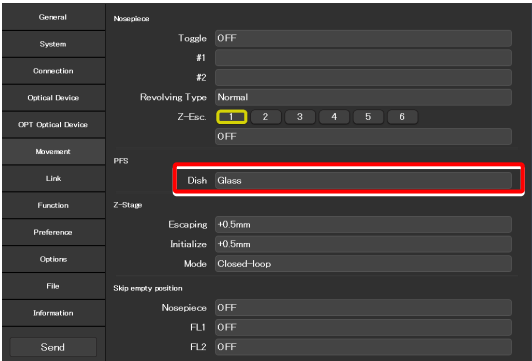 General
System
Connection
Optical Device
OPT Optical Device
Movement
Link
Function
Preference
Options
File
Information
Send
Nosepiece
Toggle OFF
#1
#2
Revolving Type Normal
Z-Esc. 1 2 3 4 5 6
OFF
PFS
Dish Glass
Z-Stage
Escaping +0.5mm
Initialize +0.5mm
Mode Closed-loop
Skip empty position
Nosepiece OFF
FL1 OFF
FL2 OFF